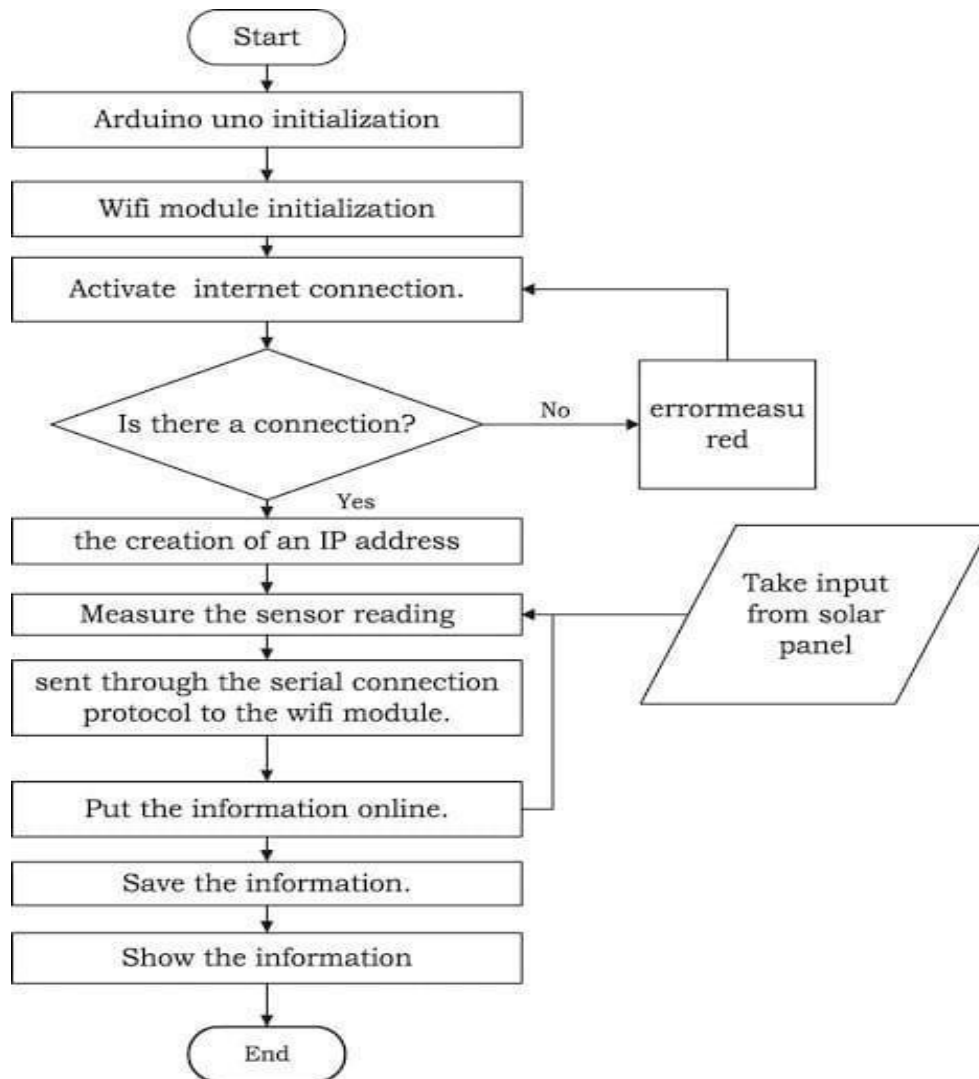 Start
Arduino uno initialization
Wifi module initialization
Activate internet connection.
Is there a connection?
No
errormeasu
red
Yes
the creation of an IP address
Measure the sensor reading
Take input
from solar
panel
sent through the serial connection
protocol to the wifi module.
Put the information online.
Save the information.
Show the information
End